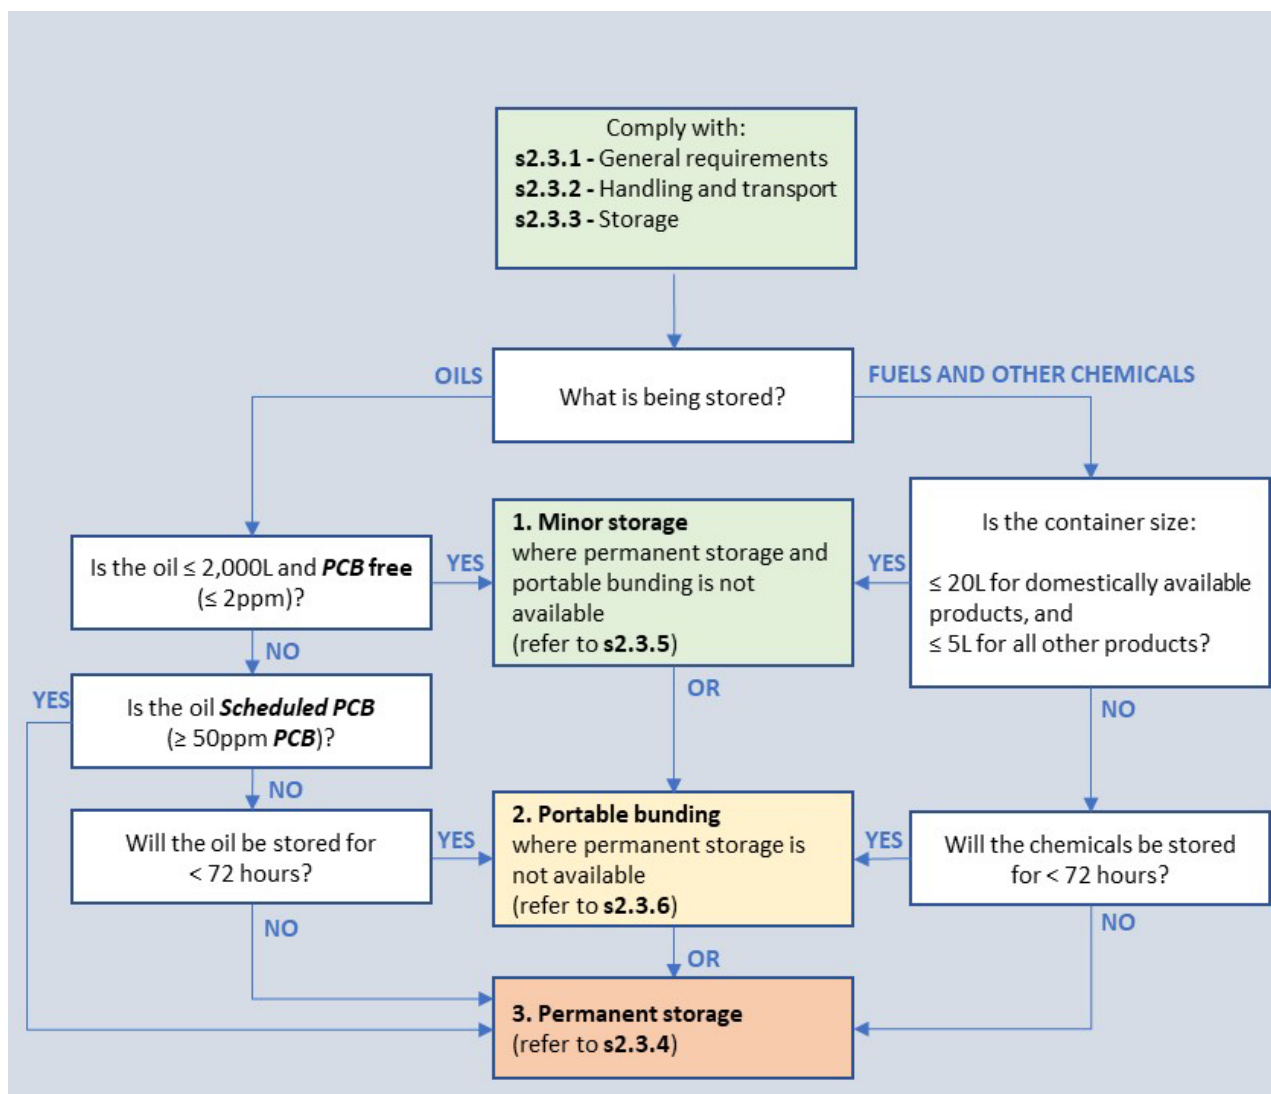 Comply with:
s2.3.1 - General requirements
s2.3.2 - Handling and transport
s2.3.3 - Storage
OILS
What is being stored?
FUELS AND OTHER CHEMICALS
Is the oil ≤ 2,000L and PCB free
(≤ 2ppm)?
YES
1. Minor storage
where permanent storage and
portable bunding is not
available
(refer to s2.3.5)
YES
Is the container size:
≤ 20L for domestically available
products, and
≤ 5L for all other products?
NO
YES
Is the oil Scheduled PCB
(≥ 50ppm PCB)?
OR
NO
NO
Will the oil be stored for
< 72 hours?
YES
2. Portable bunding
where permanent storage is
not available
(refer to s2.3.6)
YES
Will the chemicals be stored
for < 72 hours?
NO
OR
NO
3. Permanent storage
(refer to s2.3.4)